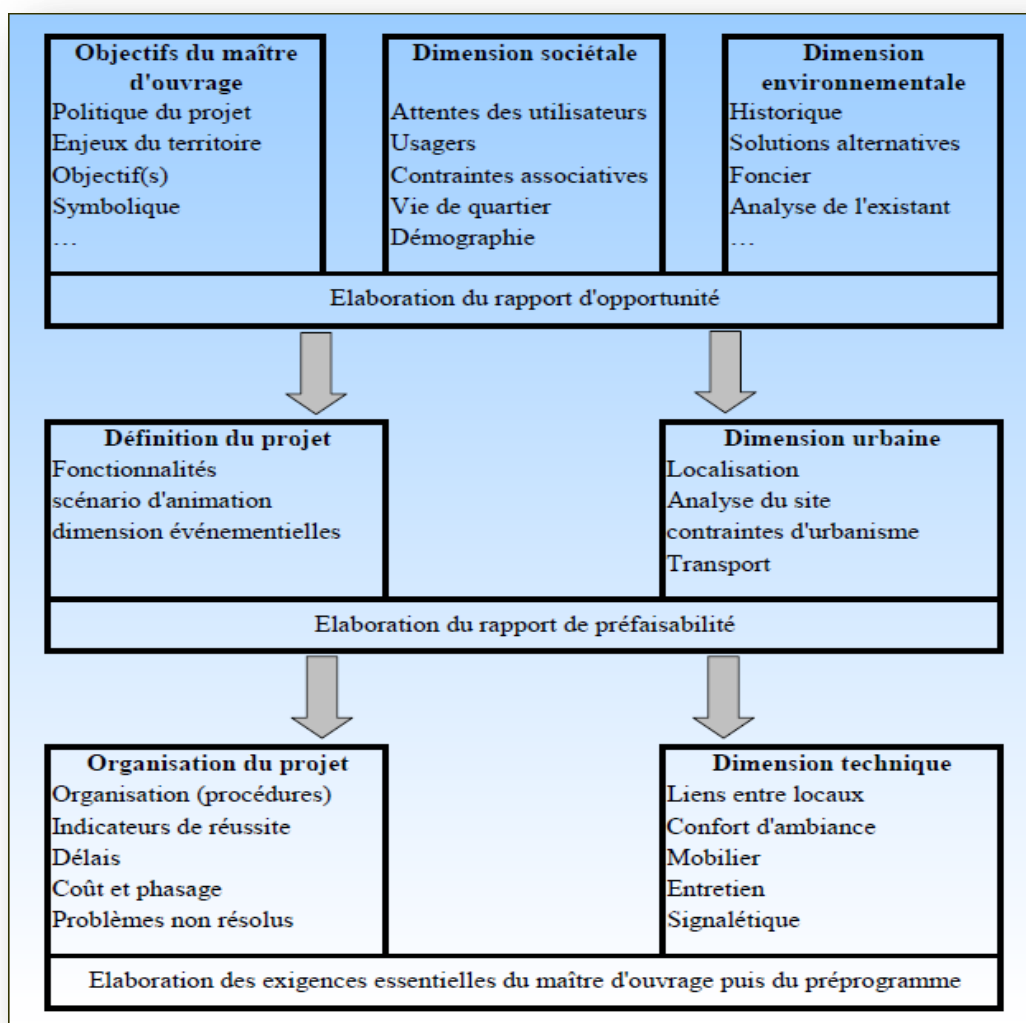 Objectifs du maître
d'ouvrage
Politique du projet
Enjeux du territoire
Objectif(s)
Symbolique
…
Dimension sociétale
Attentes des utilisateurs
Usagers
Contraintes associatives
Vie de quartier
Démographie
Dimension
environnementale
Historique
Solutions alternatives
Foncier
Analyse de l'existant
…
Elaboration du rapport d'opportunité
Définition du projet
Fonctionnalités
scénario d'animation
dimension événementielles
Dimension urbaine
Localisation
Analyse du site
contraintes d'urbanisme
Transport
Elaboration du rapport de préfaisabilité
Organisation du projet
Organisation (procédures)
Indicateurs de réussite
Délais
Coût et phasage
Problèmes non résolus
Dimension technique
Liens entre locaux
Confort d'ambiance
Mobilier
Entretien
Signalétique
Elaboration des exigences essentielles du maître d'ouvrage puis du préprogramme